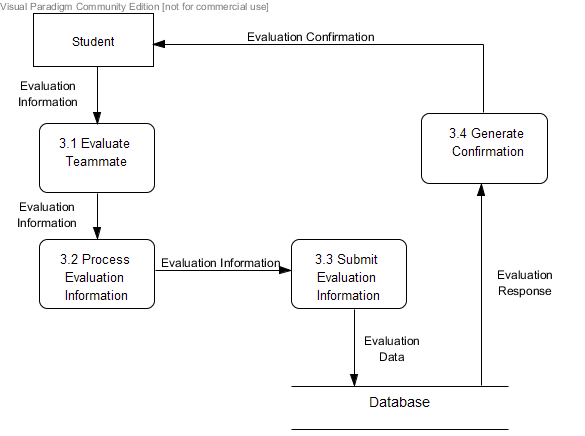 Visual Paradigm Community Edition [not for commercial use]
Student
Evaluation Confirmation
Evaluation
Information
3.1 Evaluate
Teammate
3.4 Generate
Confirmation
Evaluation
Information
3.2 Process
Evaluation
Information
Evaluation Information
3.3 Submit
Evaluation
Information
Evaluation
Response
Evaluation
Data
Database